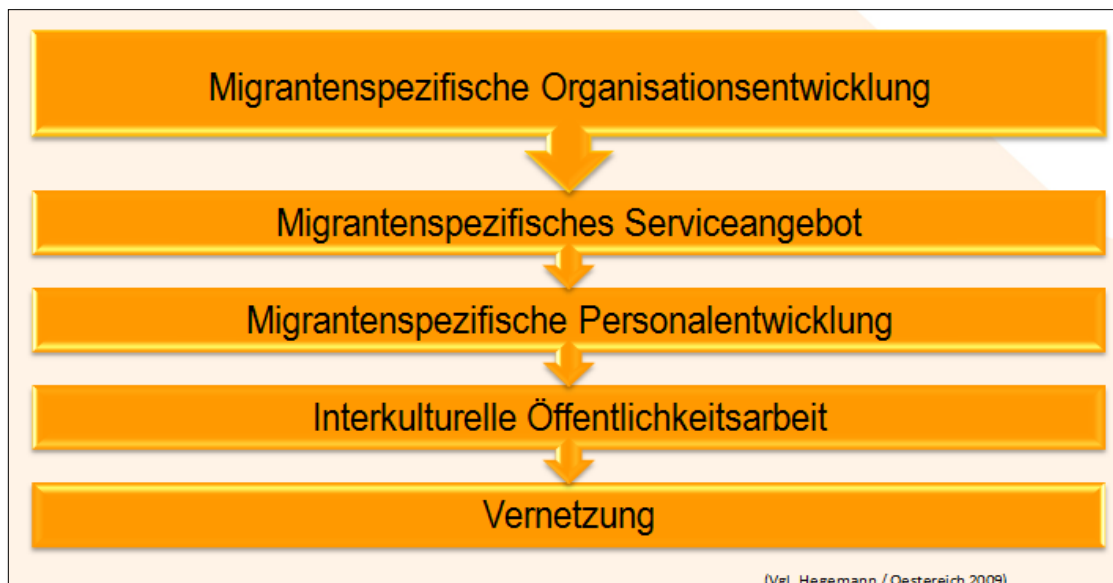 Migrantenspezifische Organisationsentwicklung
Migrantenspezifisches Serviceangebot
Migrantenspezifische Personalentwicklung
Interkulturelle Öffentlichkeitsarbeit
Vernetzung
(Vgl. Hegemann / Oestereich 2009)